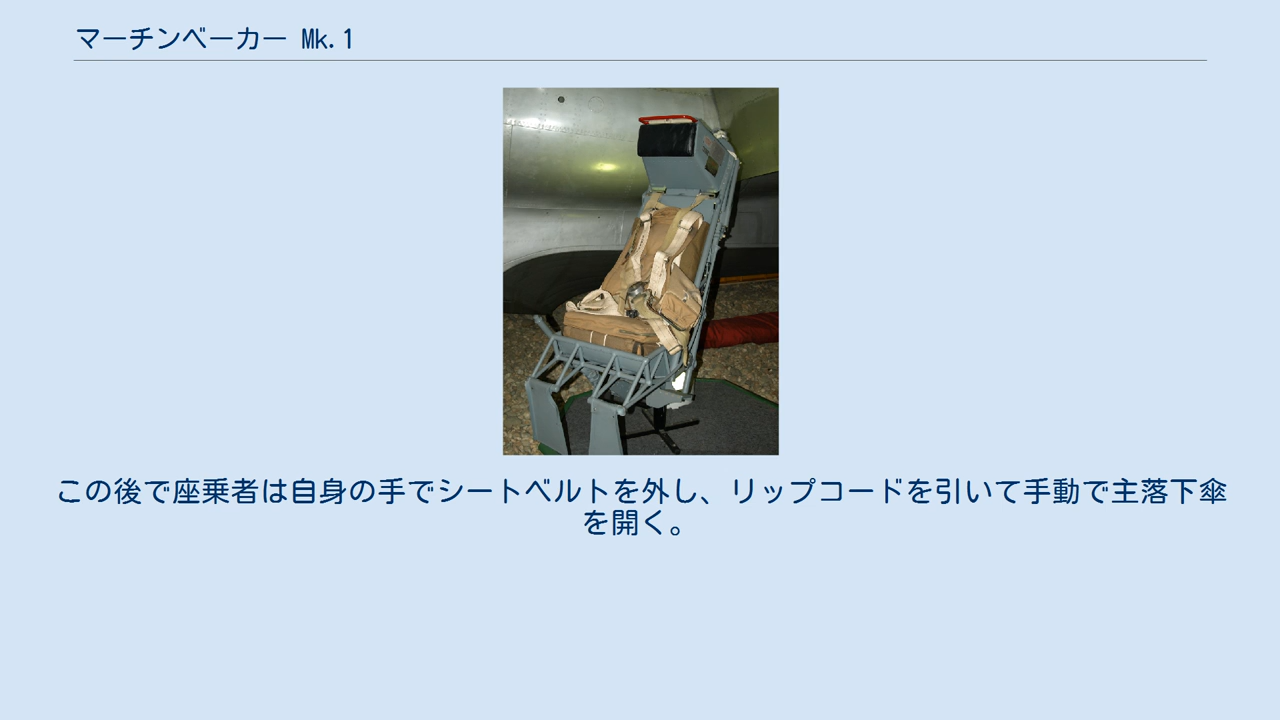 マーチンベーカー Mk.1
この後で座乗者は自身の手でシートベルトを外し、リップコードを引いて手動で主落下傘
を開く。